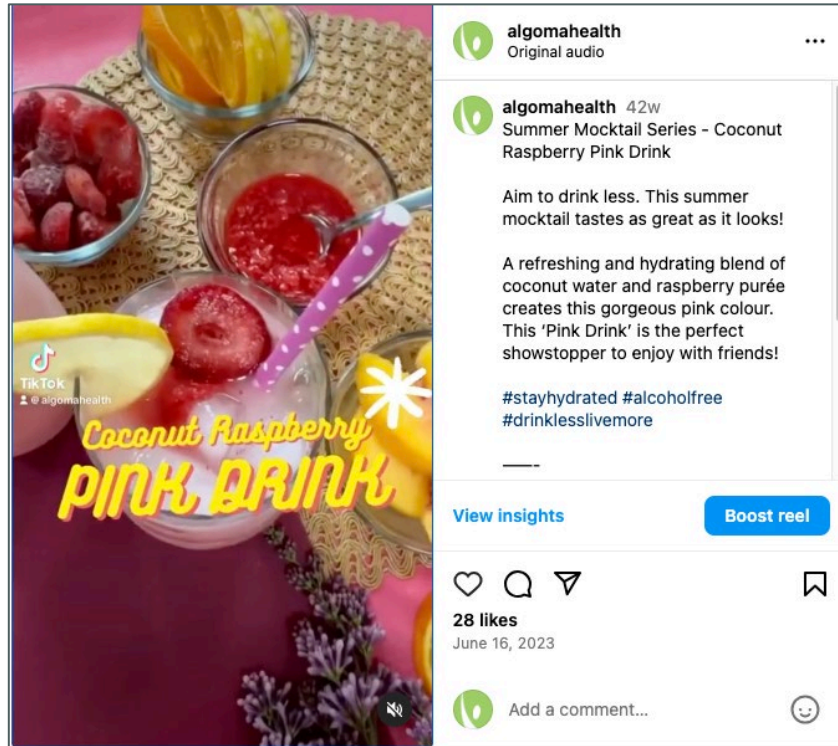 TikTok
@algomahealth
Coconut Raspberry
PINK DRINK
algomahealth
Original audio
algomahealth 42w
Summer Mocktail Series - Coconut
Raspberry Pink Drink
Aim to drink less. This summer
mocktail tastes as great as it looks!
A refreshing and hydrating blend of
coconut water and raspberry purée
creates this gorgeous pink colour.
This ‘Pink Drink’ is the perfect
showstopper to enjoy with friends!
#stayhydrated #alcoholfree
#drinklesslivemore
——-
View insights
Boost reel
28 likes
June 16, 2023
Add a comment...